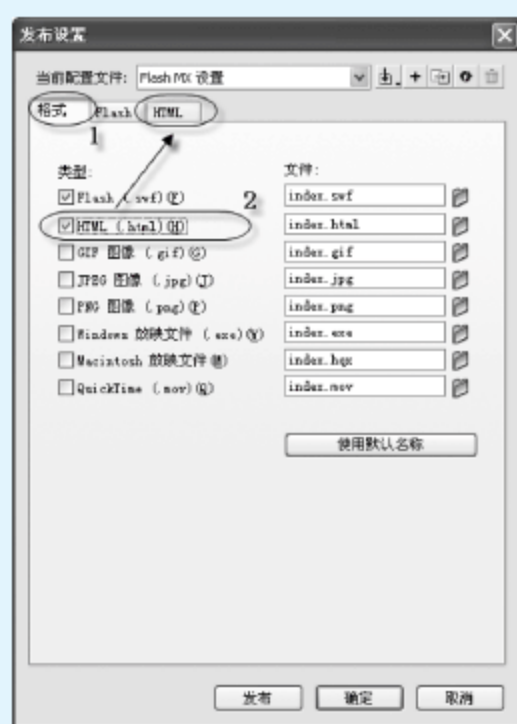 发布设置
当前配置文件: Flash MX 设置
格式 Flash HTML
1
类型: 文件:
Flash (.swf)(F) 2 index.swf
HTML (.html)(H) index.html
GIF 图像 (.gif)(G) index.gif
JPEG 图像 (.jpg)(J) index.jpg
PNG 图像 (.png)(P) index.png
Windows 放映文件 (.exe)(W) index.exe
Macintosh 放映文件(M) index.hqx
QuickTime (.mov)(Q) index.mov
使用默认名称
发布 确定 取消